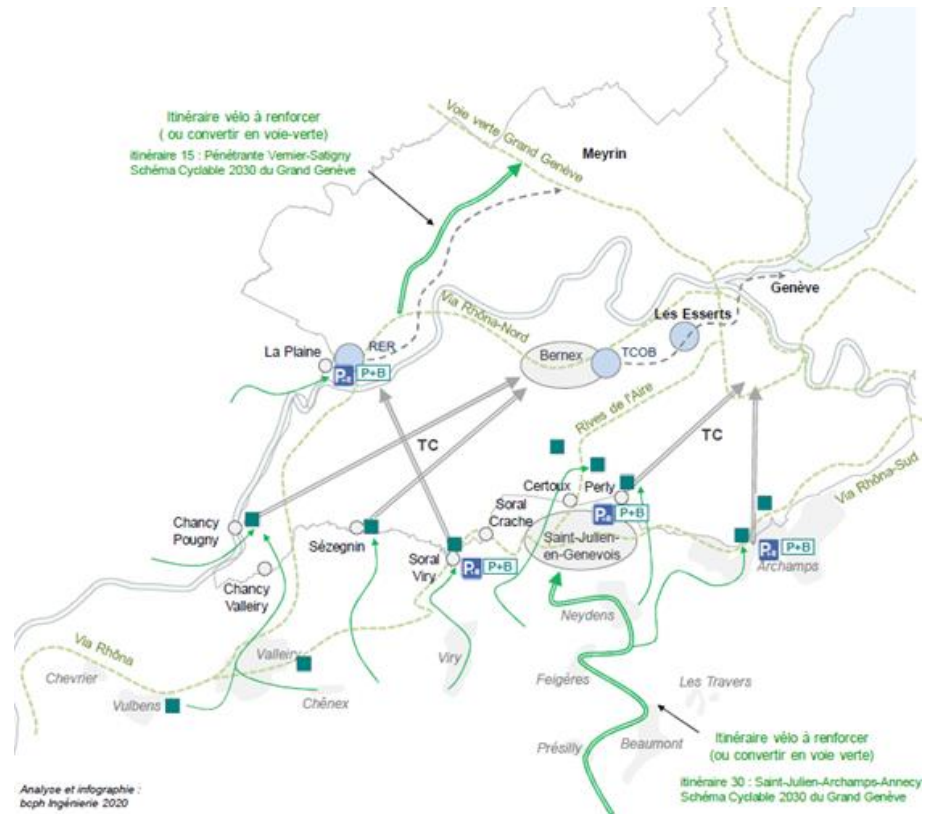 Itinéraire vélo à renforcer
( ou convertir en voie-verte)
itinéraire 15 : Pénétrante Vernier-Satigny
Schéma Cyclable 2030 du Grand Genève
Voie verte Grand Genève
Meyrin
Genève
Via Rhôna-Nord
Les Esserts
La Plaine
RER
P+R
P+B
Bernex
TCOB
Rives de l'Aire
TC
TC
Via Rhôna-Sud
Certoux
Perly
P+B
Soral
Crache
Chancy
Pougny
Sézegnin
Saint-Julien-
en-Genevois
Soral
Viry
P+B
P+B
Archamps
Chancy
Valleiry
Neydens
Via Rhôna
Valleiry
Viry
Chevrier
Vulbens
Chênex
Feigères
Les Travers
Présilly
Beaumont
Itinéraire vélo à renforcer
(ou convertir en voie verte)
itinéraire 30 : Saint-Julien-Archamps-Annecy
Schéma Cyclable 2030 du Grand Genève
Analyse et infographie :
bcph Ingénierie 2020